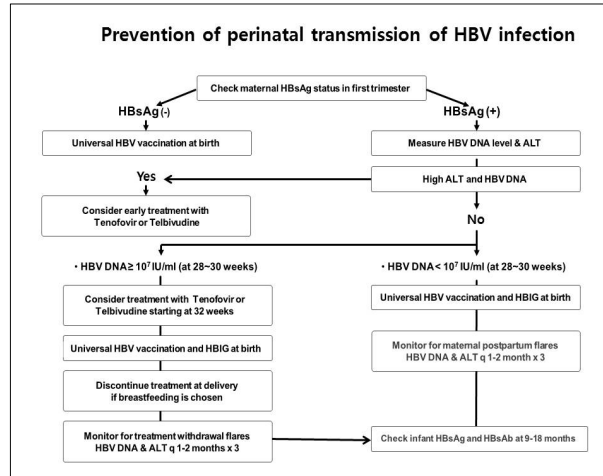 Prevention of perinatal transmission of HBV infection
Check maternal HBsAg status in first trimester
HBsAg (-)
HBsAg (+)
Universal HBV vaccination at birth
Measure HBV DNA level & ALT
Yes
High ALT and HBV DNA
Consider early treatment with
Tenofovir or Telbivudine
No
・HBV DNA≥ 10⁷ IU/ml (at 28~30 weeks)
・HBV DNA< 10⁷ IU/ml (at 28~30 weeks)
Consider treatment with Tenofovir or
Telbivudine starting at 32 weeks
Universal HBV vaccination and HBIG at birth
Universal HBV vaccination and HBIG at birth
Monitor for maternal postpartum flares
HBV DNA & ALT q 1-2 month x 3
Discontinue treatment at delivery
if breastfeeding is chosen
Monitor for treatment withdrawal flares
HBV DNA & ALT q 1-2 months x 3
Check infant HBsAg and HBsAb at 9-18 months